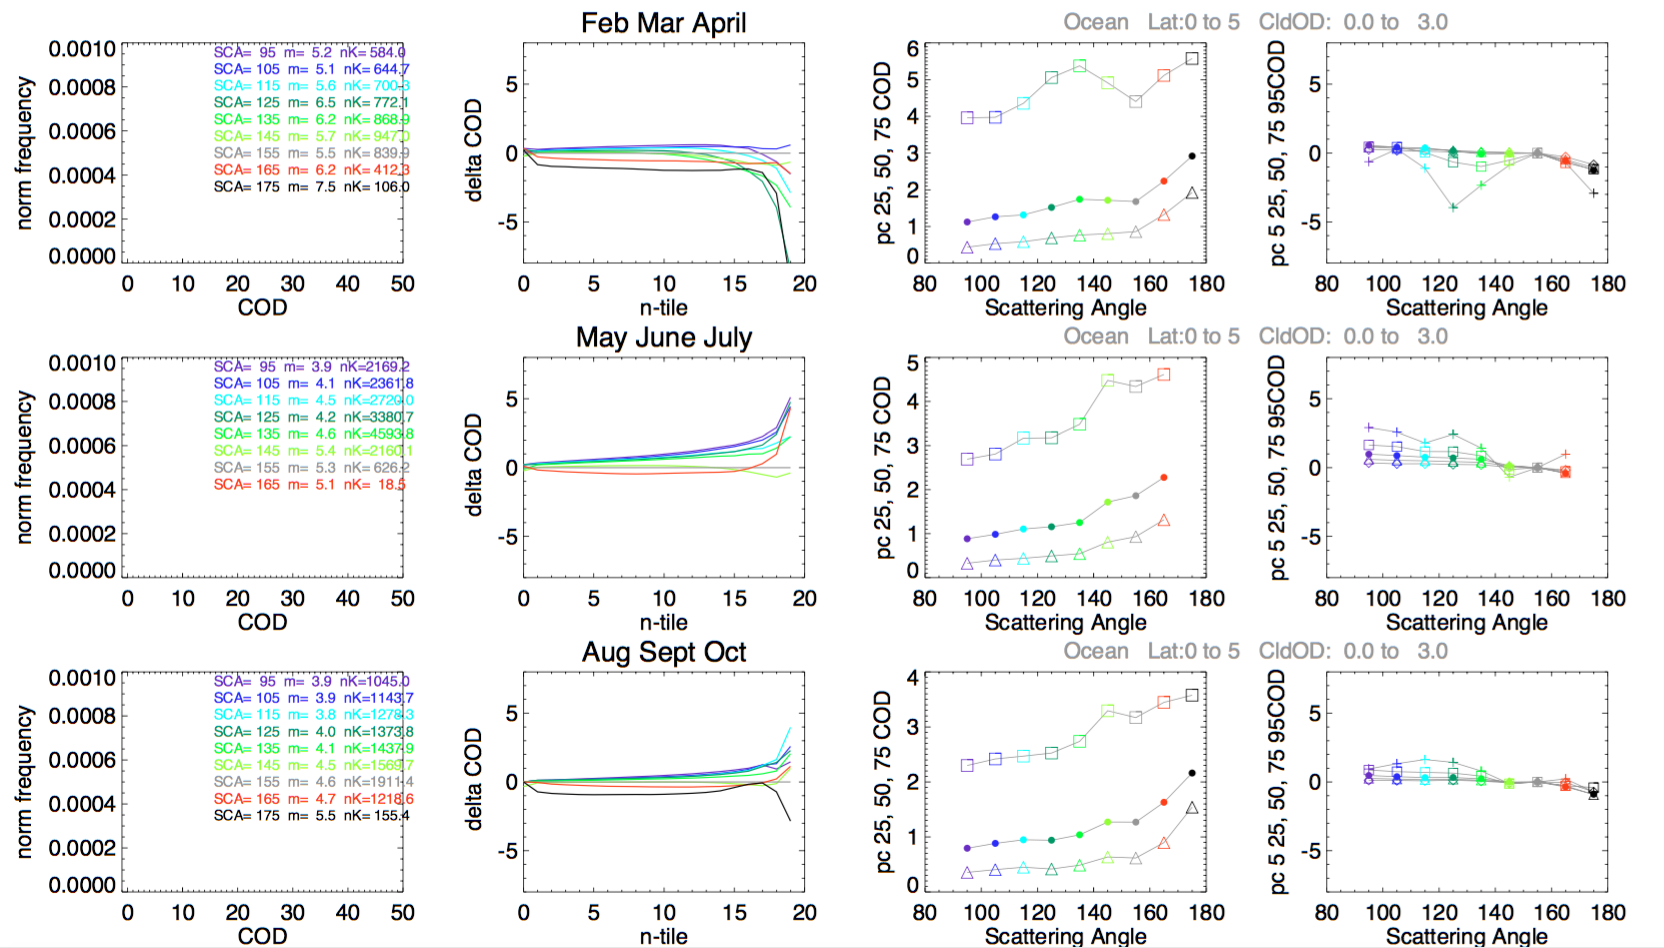 Feb Mar April
Ocean Lat:0 to 5 CldOD: 0.0 to 3.0
norm frequency
0.0010
0.0008
0.0006
0.0004
0.0002
0.0000
SCA= 95 m= 5.2 nK= 584.0
SCA= 105 m= 5.1 nK= 644.7
SCA= 115 m= 5.6 nK= 700.3
SCA= 125 m= 6.5 nK= 772.1
SCA= 135 m= 6.2 nK= 868.9
SCA= 145 m= 5.7 nK= 947.0
SCA= 155 m= 5.5 nK= 839.9
SCA= 165 m= 6.2 nK= 412.3
SCA= 175 m= 7.5 nK= 106.0
0 10 20 30 40 50
COD
delta COD
5
0
-5
0 5 10 15 20
n-tile
pc 25, 50, 75 COD
6
5
4
3
2
1
0
80 100 120 140 160 180
Scattering Angle
pc 5 25, 50, 75 95COD
5
0
-5
80 100 120 140 160 180
Scattering Angle
May June July
Ocean Lat:0 to 5 CldOD: 0.0 to 3.0
norm frequency
0.0010
0.0008
0.0006
0.0004
0.0002
0.0000
SCA= 95 m= 3.9 nK=2169.2
SCA= 105 m= 4.1 nK=2361.8
SCA= 115 m= 4.5 nK=2720.0
SCA= 125 m= 4.2 nK=3380.7
SCA= 135 m= 4.6 nK=4593.8
SCA= 145 m= 5.4 nK=2160.1
SCA= 155 m= 5.3 nK= 626.2
SCA= 165 m= 5.1 nK= 18.5
0 10 20 30 40 50
COD
delta COD
5
0
-5
0 5 10 15 20
n-tile
pc 25, 50, 75 COD
5
4
3
2
1
0
80 100 120 140 160 180
Scattering Angle
pc 5 25, 50, 75 95COD
5
0
-5
80 100 120 140 160 180
Scattering Angle
Aug Sept Oct
Ocean Lat:0 to 5 CldOD: 0.0 to 3.0
norm frequency
0.0010
0.0008
0.0006
0.0004
0.0002
0.0000
SCA= 95 m= 3.9 nK=1045.0
SCA= 105 m= 3.9 nK=1143.7
SCA= 115 m= 3.8 nK=1278.3
SCA= 125 m= 4.0 nK=1373.8
SCA= 135 m= 4.1 nK=1437.9
SCA= 145 m= 4.5 nK=1569.7
SCA= 155 m= 4.6 nK=1911.4
SCA= 165 m= 4.7 nK=1218.6
SCA= 175 m= 5.5 nK= 155.4
0 10 20 30 40 50
COD
delta COD
5
0
-5
0 5 10 15 20
n-tile
pc 25, 50, 75 COD
4
3
2
1
0
80 100 120 140 160 180
Scattering Angle
pc 5 25, 50, 75 95COD
5
0
-5
80 100 120 140 160 180
Scattering Angle